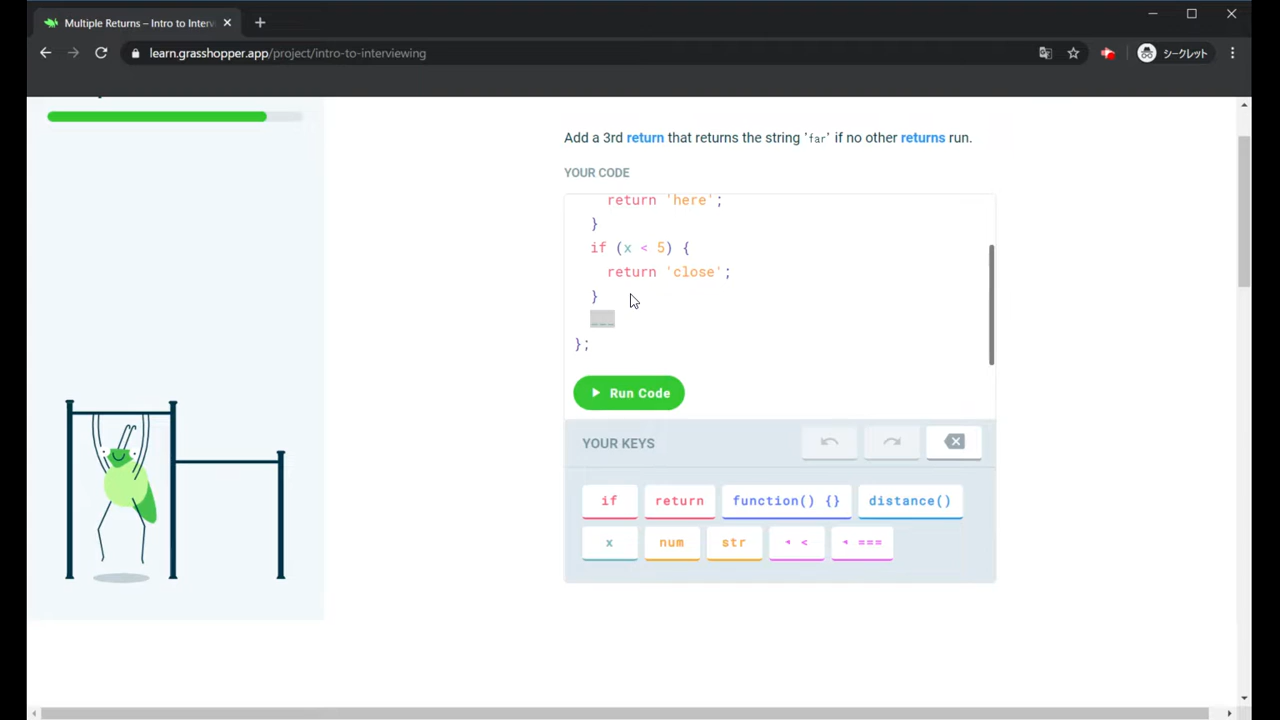 Multiple Returns – Intro to Interv
learn.grasshopper.app/project/intro-to-interviewing
シークレット
Add a 3rd return that returns the string 'far' if no other returns run.
YOUR CODE
return 'here';
}
if (x < 5) {
return 'close';
}
___
};
Run Code
YOUR KEYS
if return function() {} distance()
x num str < ===